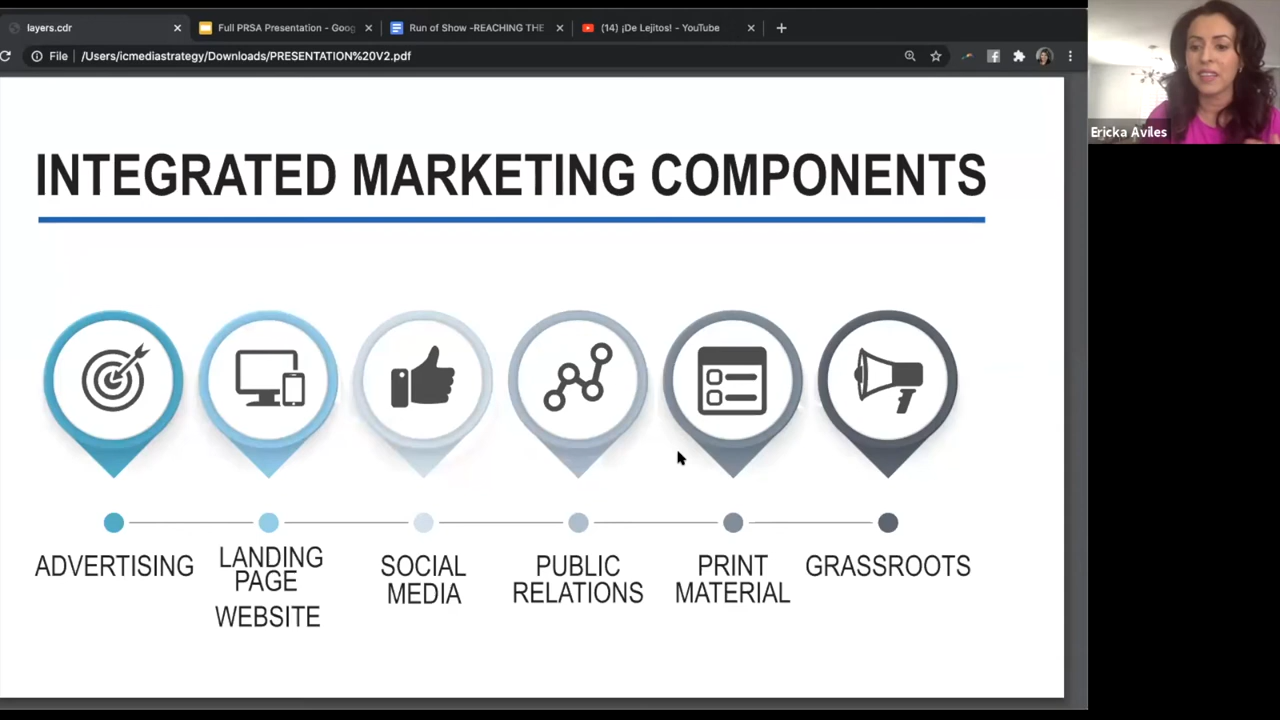 layers.cdr
Full PRSA Presentation - Goog
Run of Show -REACHING THE
(14) ¡De Lejitos! - YouTube
File
/Users/icmediastrategy/Downloads/PRESENTATION%20V2.pdf
Ericka Aviles
INTEGRATED MARKETING COMPONENTS
ADVERTISING
LANDING
PAGE
WEBSITE
SOCIAL
MEDIA
PUBLIC
RELATIONS
PRINT
MATERIAL
GRASSROOTS